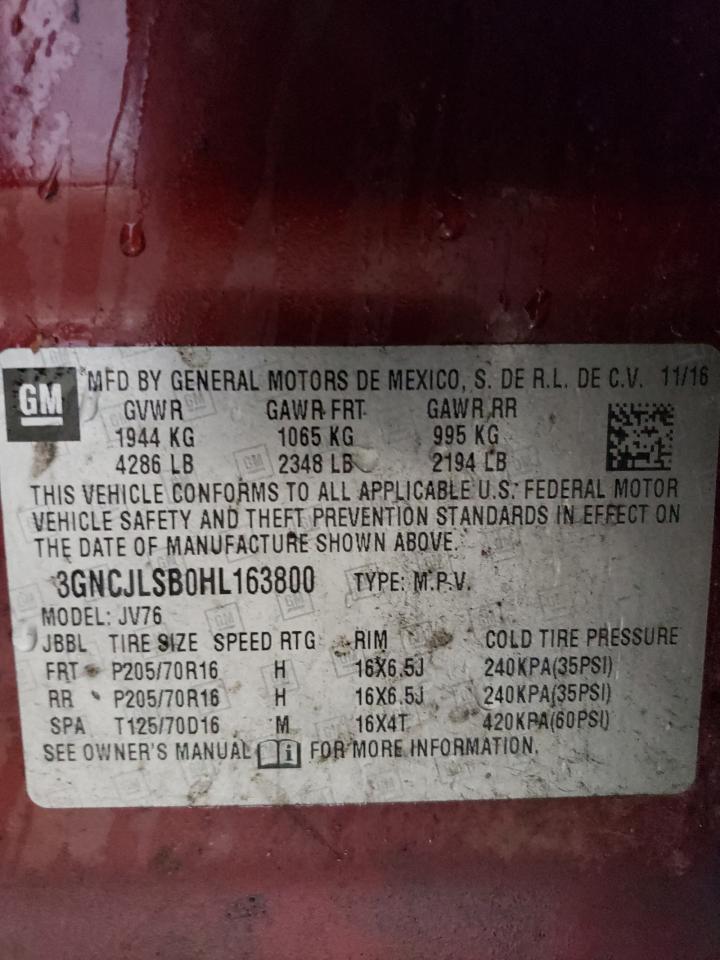 GM
MFD BY GENERAL MOTORS DE MEXICO, S. DE R.L. DE C.V. 11/16
GVWR GAWR FRT GAWR RR
1944 KG 1065 KG 995 KG
4286 LB 2348 LB 2194 LB
THIS VEHICLE CONFORMS TO ALL APPLICABLE U.S. FEDERAL MOTOR
VEHICLE SAFETY AND THEFT PREVENTION STANDARDS IN EFFECT ON
THE DATE OF MANUFACTURE SHOWN ABOVE.
3GNCJLSB0HL163800 TYPE: M.P.V.
MODEL: JV76
JBBL TIRE SIZE SPEED RTG RIM COLD TIRE PRESSURE
FRT P205/70R16 H 16X6.5J 240KPA(35PSI)
RR P205/70R16 H 16X6.5J 240KPA(35PSI)
SPA T125/70D16 M 16X4T 420KPA(60PSI)
SEE OWNER'S MANUAL FOR MORE INFORMATION.